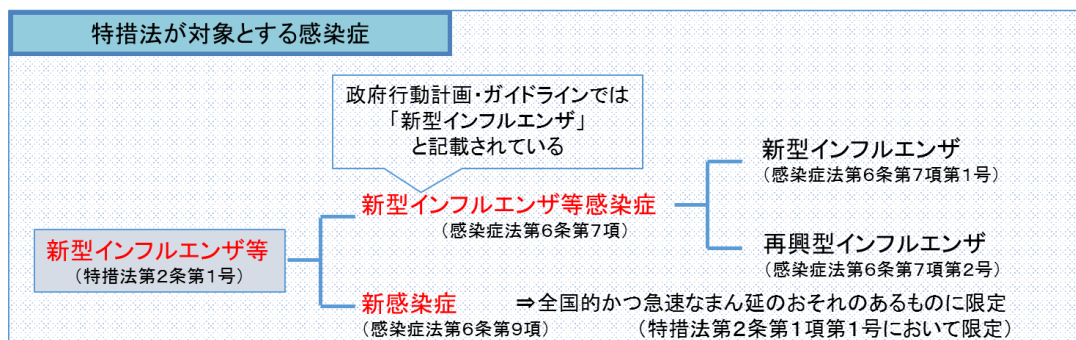 特措法が対象とする感染症
政府行動計画・ガイドラインでは
「新型インフルエンザ」
と記載されている
新型インフルエンザ
（感染症法第6条第7項第1号）
新型インフルエンザ等感染症
（感染症法第6条第7項）
新型インフルエンザ等
（特措法第2条第1号）
再興型インフルエンザ
（感染症法第6条第7項第2号）
新感染症　⇒全国的かつ急速なまん延のおそれのあるものに限定
（感染症法第6条第9項）　（特措法第2条第1項第1号において限定）